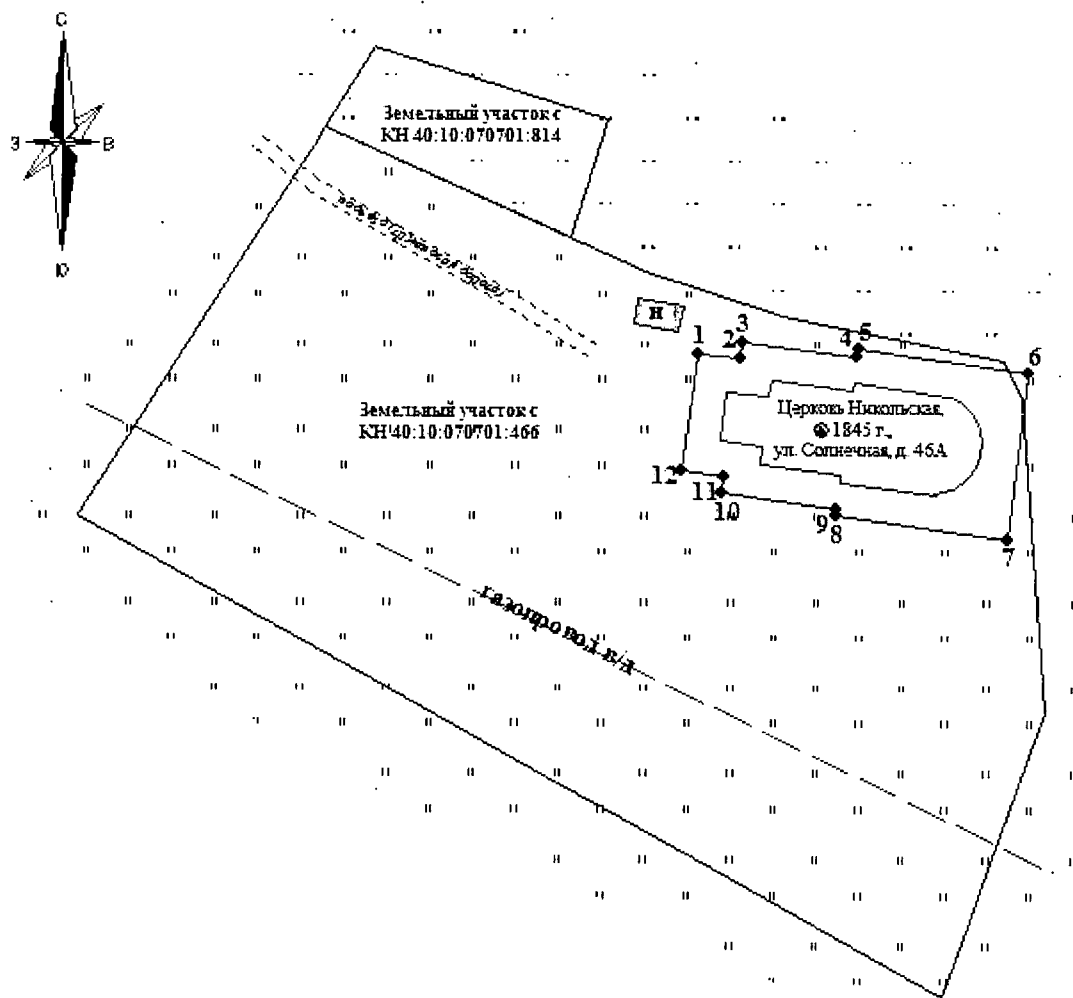 С
З
В
Ю
Земельный участок с
КН 40:10:070701:814
Н
1
2
3
4
5
6
Церковь Никольская,
1845 г.,
ул. Солнечная, д. 46А
Земельный участок с
КН 40:10:070701:466
12
11
10
9
8
7
газопровод в/д